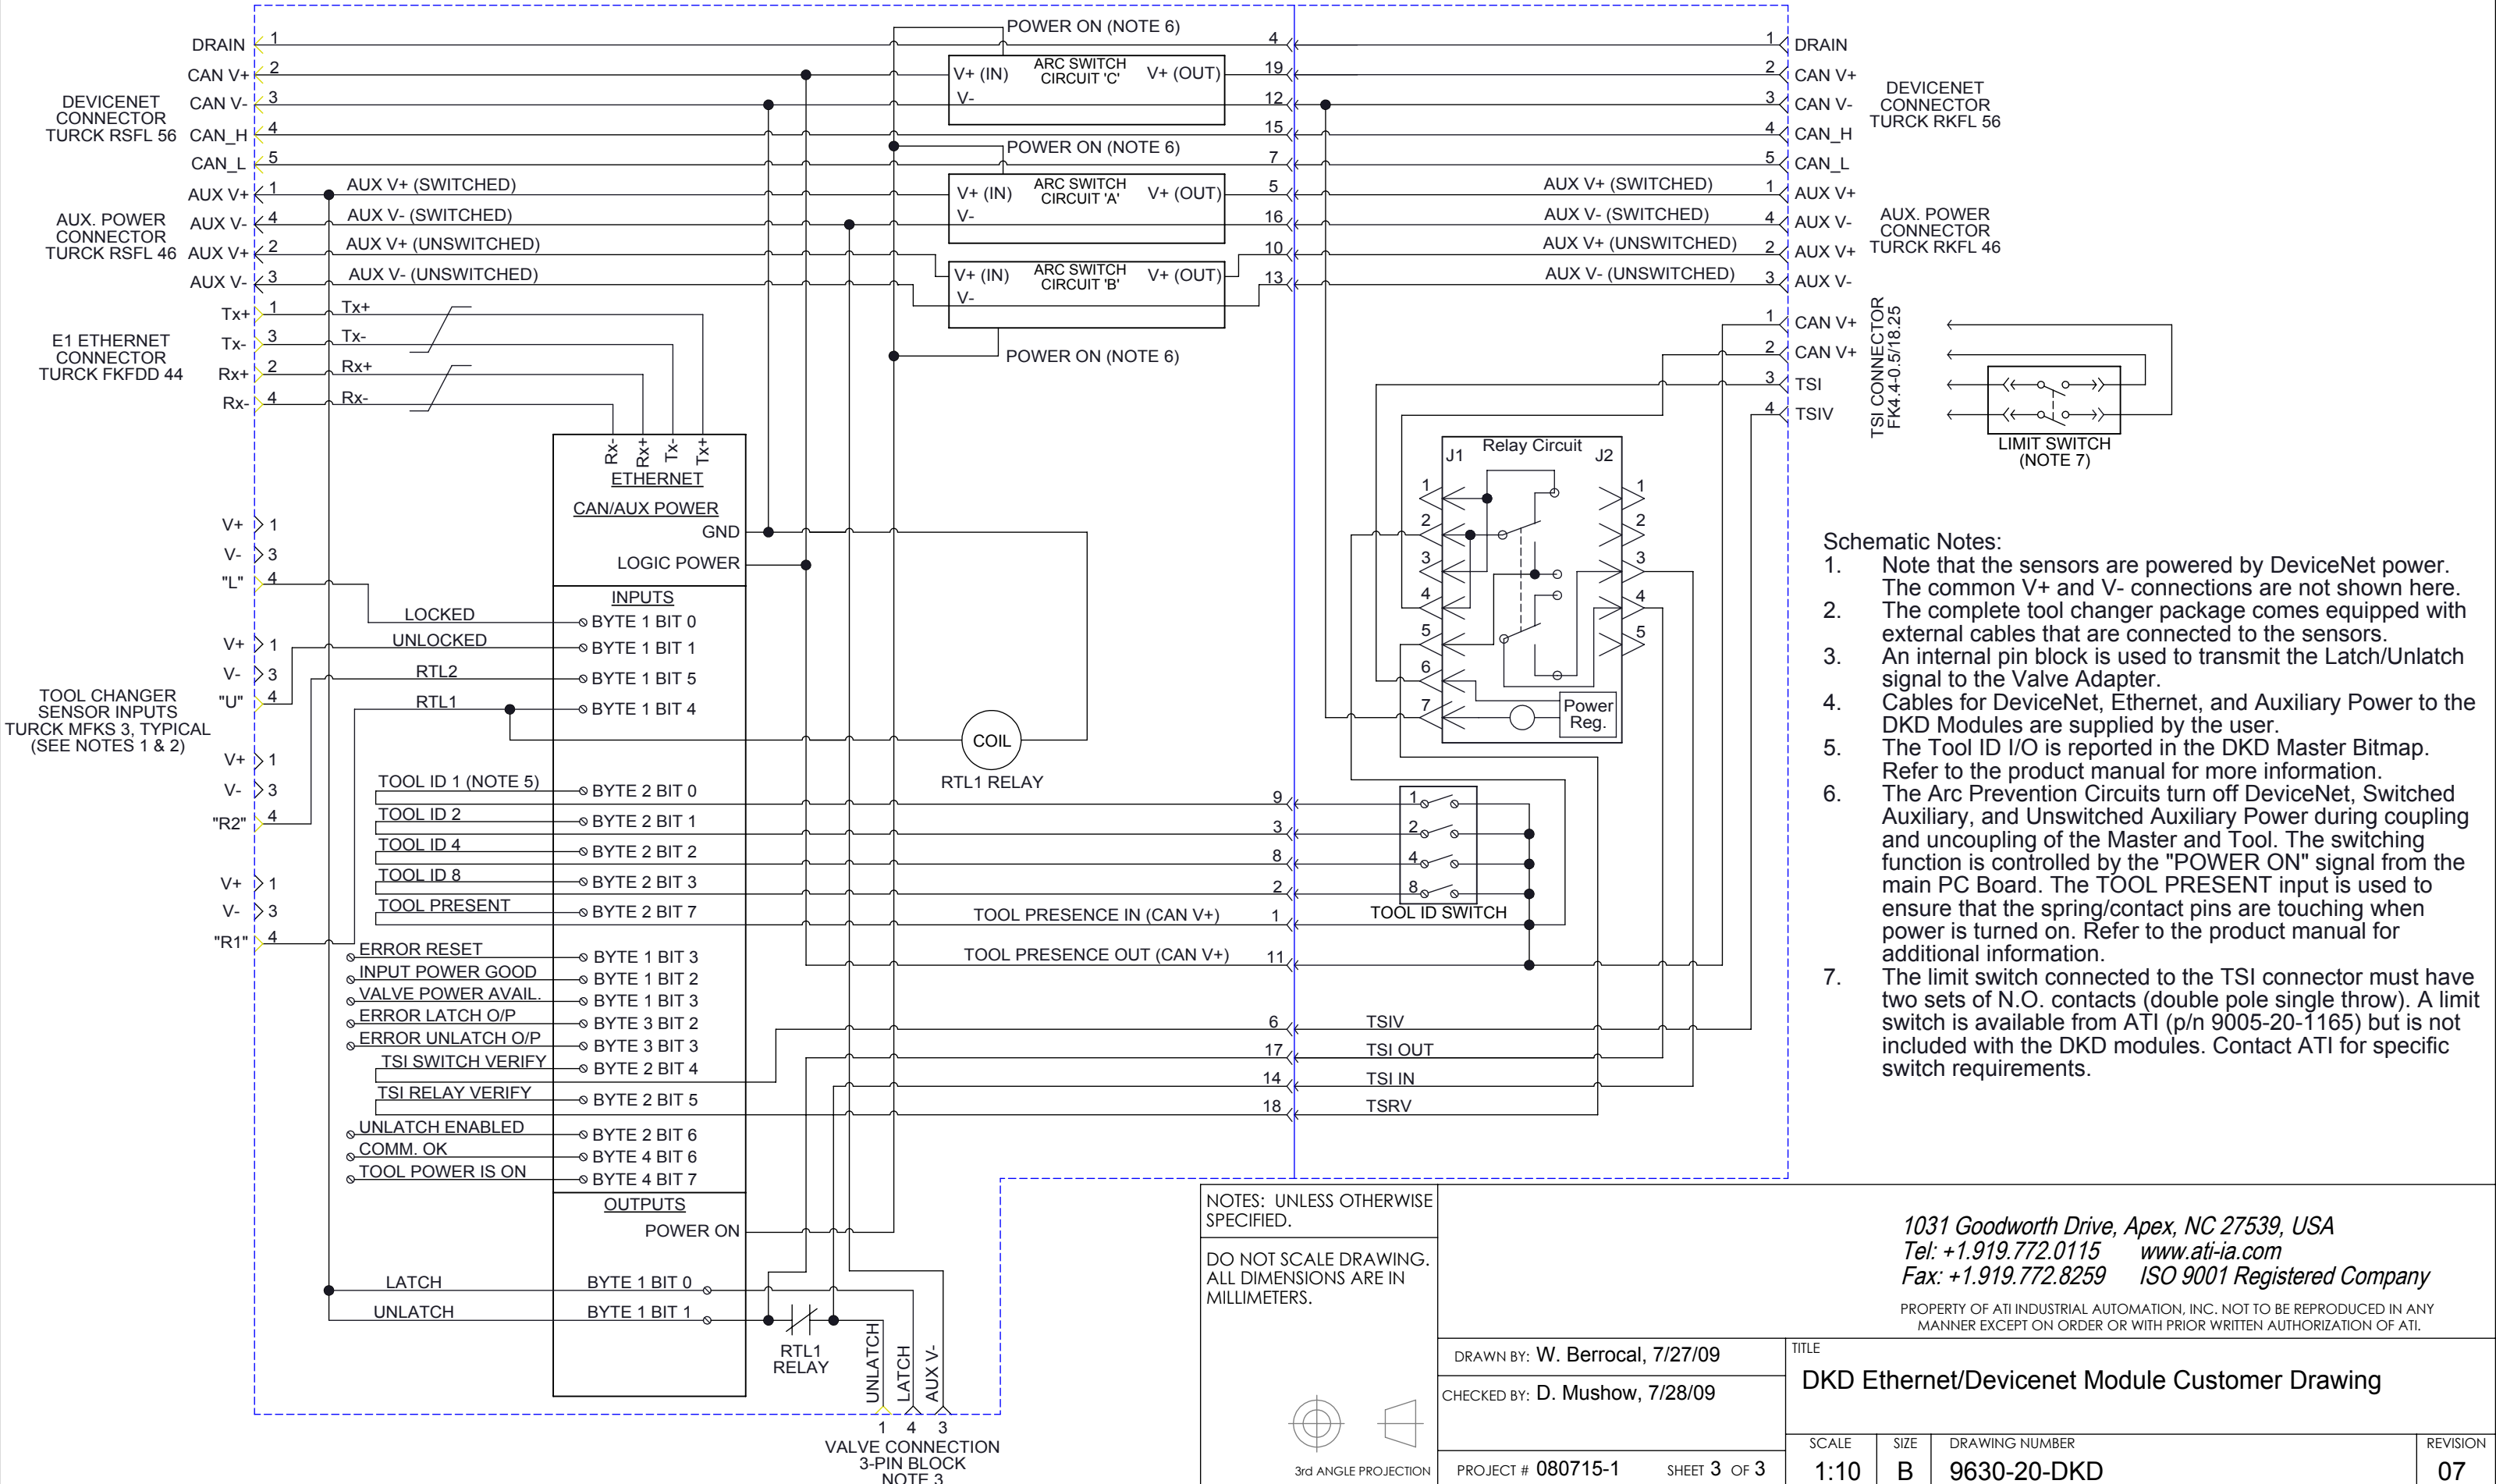 DEVICENET
CONNECTOR
TURCK RSFL 56
DRAIN 1
CAN V+ 2
CAN V- 3
CAN_H 4
CAN_L 5
AUX. POWER
CONNECTOR
TURCK RSFL 46
AUX V+ 1 AUX V+ (SWITCHED)
AUX V- 4 AUX V- (SWITCHED)
AUX V+ 2 AUX V+ (UNSWITCHED)
AUX V- 3 AUX V- (UNSWITCHED)
E1 ETHERNET
CONNECTOR
TURCK FKFDD 44
Tx+ 1 Tx+
Tx- 3 Tx-
Rx+ 2 Rx+
Rx- 4 Rx-
POWER ON (NOTE 6)
V+ (IN) ARC SWITCH V+ (OUT)
CIRCUIT 'C'
V-
POWER ON (NOTE 6)
V+ (IN) ARC SWITCH V+ (OUT)
CIRCUIT 'A'
V-
V+ (IN) ARC SWITCH V+ (OUT)
CIRCUIT 'B'
V-
POWER ON (NOTE 6)
4
19
12
15
7
5
16
10
13
AUX V+ (SWITCHED)
AUX V- (SWITCHED)
AUX V+ (UNSWITCHED)
AUX V- (UNSWITCHED)
1 DRAIN
2 CAN V+
3 CAN V-
4 CAN_H
5 CAN_L
DEVICENET
CONNECTOR
TURCK RKFL 56
1 AUX V+
4 AUX V-
2 AUX V+
3 AUX V-
AUX. POWER
CONNECTOR
TURCK RKFL 46
1 CAN V+
2 CAN V+
3 TSI
4 TSIV
TSI CONNECTOR
FK4.4-0.5/18.25
LIMIT SWITCH
(NOTE 7)
Rx- Rx+ Tx- Tx+
ETHERNET
CAN/AUX POWER
GND
LOGIC POWER
TOOL CHANGER
SENSOR INPUTS
TURCK MFKS 3, TYPICAL
(SEE NOTES 1 & 2)
V+ 1
V- 3
"L" 4
V+ 1
V- 3
"U" 4
V+ 1
V- 3
"R2" 4
V+ 1
V- 3
"R1" 4
INPUTS
LOCKED BYTE 1 BIT 0
UNLOCKED BYTE 1 BIT 1
RTL2 BYTE 1 BIT 5
RTL1 BYTE 1 BIT 4
COIL
RTL1 RELAY
TOOL ID 1 (NOTE 5) BYTE 2 BIT 0
TOOL ID 2 BYTE 2 BIT 1
TOOL ID 4 BYTE 2 BIT 2
TOOL ID 8 BYTE 2 BIT 3
TOOL PRESENT BYTE 2 BIT 7
ERROR RESET BYTE 1 BIT 3
INPUT POWER GOOD BYTE 1 BIT 2
VALVE POWER AVAIL. BYTE 1 BIT 3
ERROR LATCH O/P BYTE 3 BIT 2
ERROR UNLATCH O/P BYTE 3 BIT 3
TSI SWITCH VERIFY BYTE 2 BIT 4
TSI RELAY VERIFY BYTE 2 BIT 5
UNLATCH ENABLED BYTE 2 BIT 6
COMM. OK BYTE 4 BIT 6
TOOL POWER IS ON BYTE 4 BIT 7
OUTPUTS
POWER ON
LATCH BYTE 1 BIT 0
UNLATCH BYTE 1 BIT 1
RTL1
RELAY
UNLATCH
LATCH
AUX V-
1 4 3
VALVE CONNECTION
3-PIN BLOCK
NOTE 3
9
3
8
2
TOOL PRESENCE IN (CAN V+) 1
TOOL PRESENCE OUT (CAN V+) 11
6 TSIV
17 TSI OUT
14 TSI IN
18 TSRV
Relay Circuit
J1 J2
1
2
3
4
5
6
7
1
2
3
4
5
Power
Reg.
1
2
4
8
TOOL ID SWITCH
Schematic Notes:
1. Note that the sensors are powered by DeviceNet power.
The common V+ and V- connections are not shown here.
2. The complete tool changer package comes equipped with
external cables that are connected to the sensors.
3. An internal pin block is used to transmit the Latch/Unlatch
signal to the Valve Adapter.
4. Cables for DeviceNet, Ethernet, and Auxiliary Power to the
DKD Modules are supplied by the user.
5. The Tool ID I/O is reported in the DKD Master Bitmap.
Refer to the product manual for more information.
6. The Arc Prevention Circuits turn off DeviceNet, Switched
Auxiliary, and Unswitched Auxiliary Power during coupling
and uncoupling of the Master and Tool. The switching
function is controlled by the "POWER ON" signal from the
main PC Board. The TOOL PRESENT input is used to
ensure that the spring/contact pins are touching when
power is turned on. Refer to the product manual for
additional information.
7. The limit switch connected to the TSI connector must have
two sets of N.O. contacts (double pole single throw). A limit
switch is available from ATI (p/n 9005-20-1165) but is not
included with the DKD modules. Contact ATI for specific
switch requirements.
NOTES: UNLESS OTHERWISE
SPECIFIED.
DO NOT SCALE DRAWING.
ALL DIMENSIONS ARE IN
MILLIMETERS.
3rd ANGLE PROJECTION
1031 Goodworth Drive, Apex, NC 27539, USA
Tel: +1.919.772.0115 www.ati-ia.com
Fax: +1.919.772.8259 ISO 9001 Registered Company
PROPERTY OF ATI INDUSTRIAL AUTOMATION, INC. NOT TO BE REPRODUCED IN ANY
MANNER EXCEPT ON ORDER OR WITH PRIOR WRITTEN AUTHORIZATION OF ATI.
DRAWN BY: W. Berrocal, 7/27/09
CHECKED BY: D. Mushow, 7/28/09
PROJECT # 080715-1 SHEET 3 OF 3
TITLE
DKD Ethernet/Devicenet Module Customer Drawing
SCALE SIZE DRAWING NUMBER REVISION
1:10 B 9630-20-DKD 07